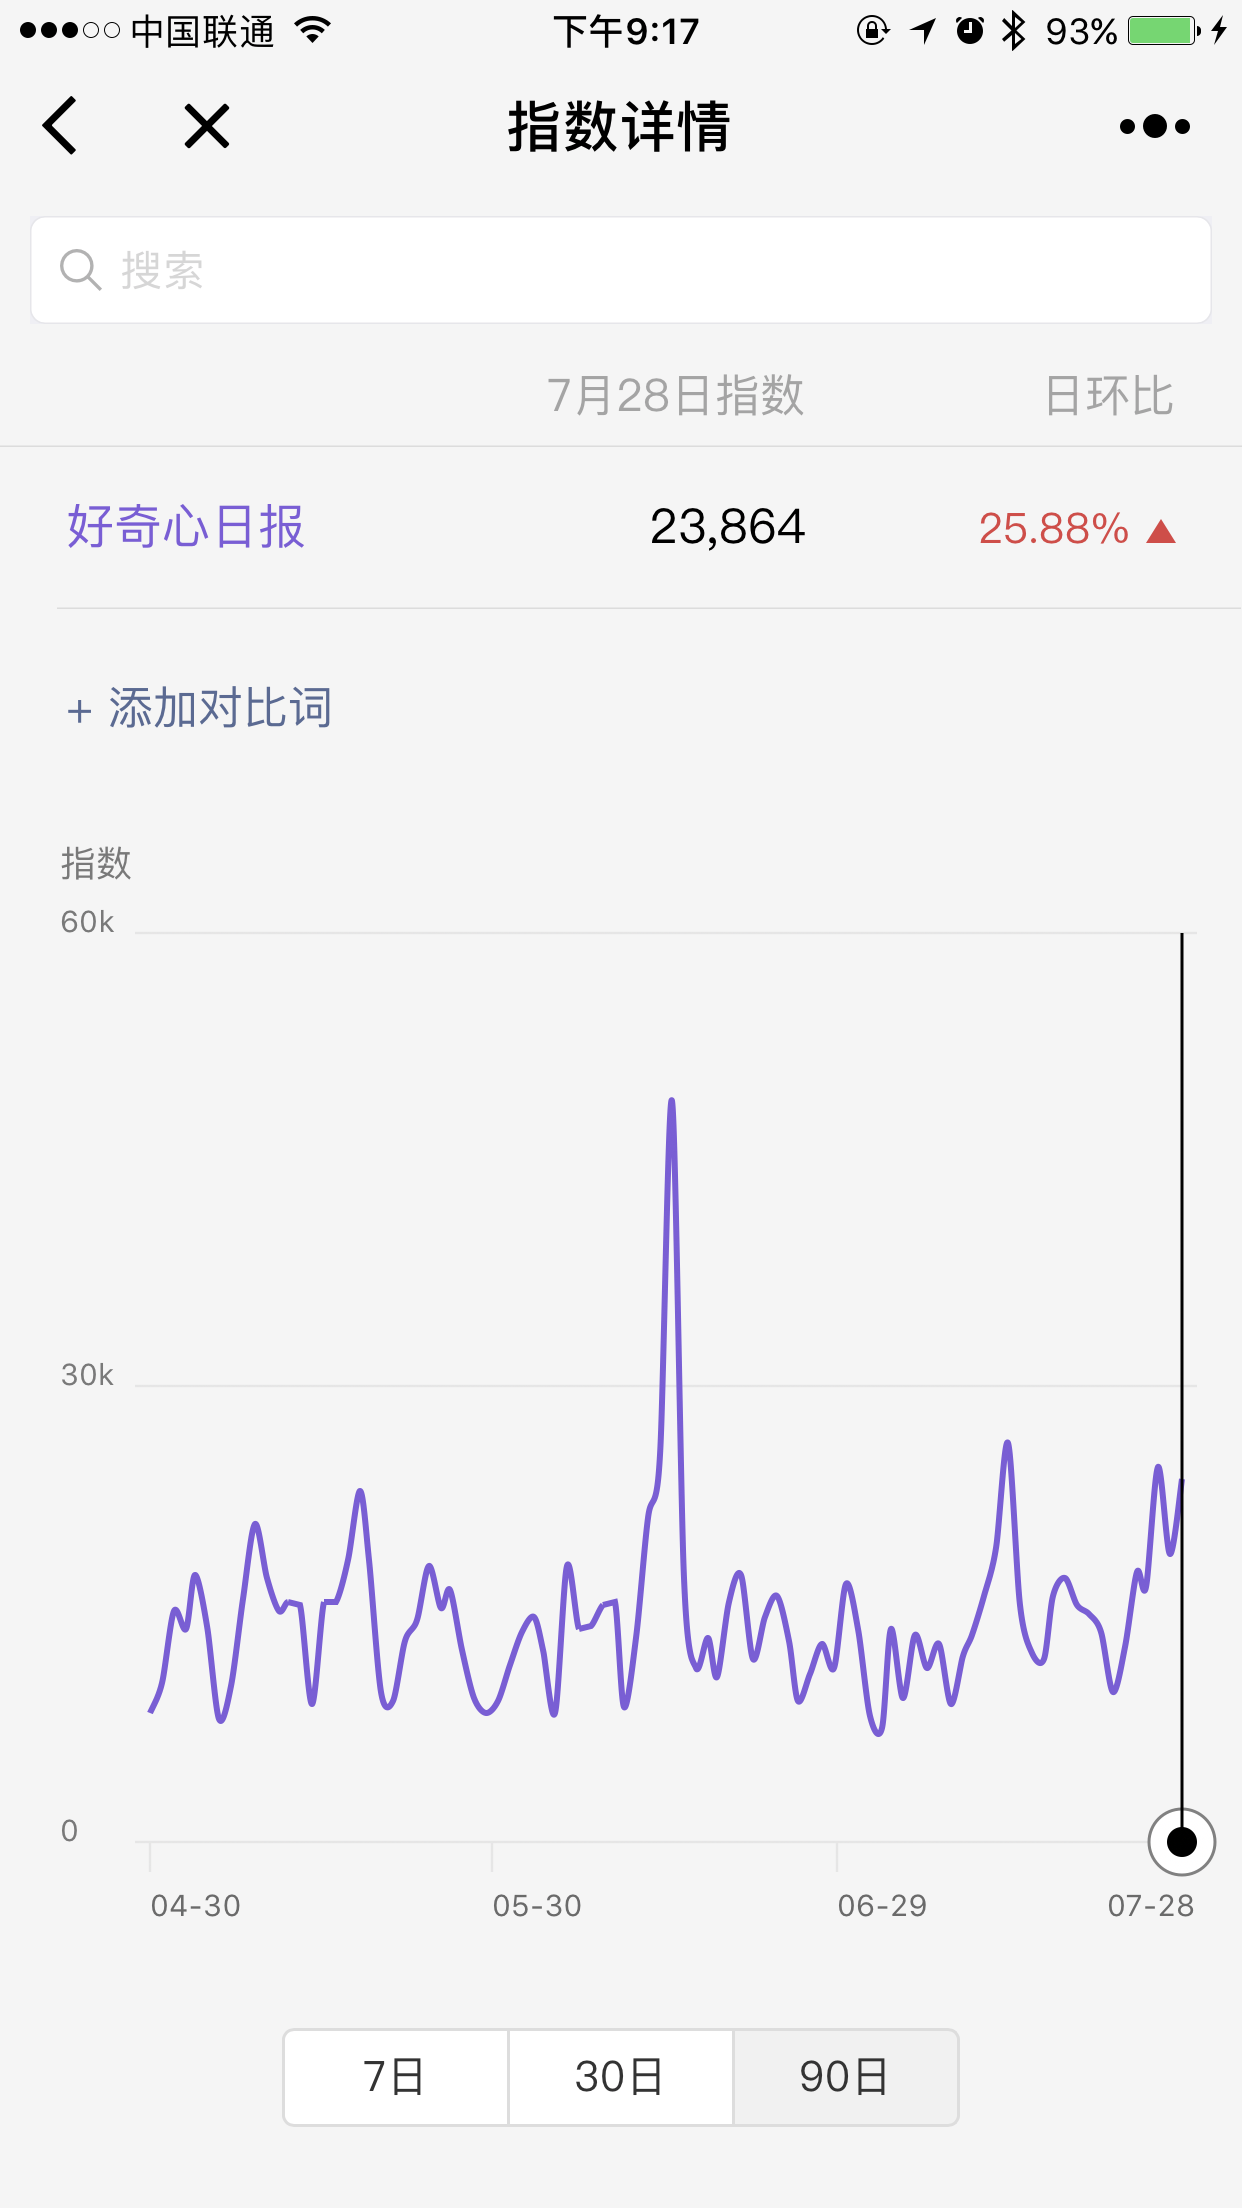 中国联通 下午9:17 93%
指数详情
搜索
7月28日指数 日环比
好奇心日报 23,864 25.88%
+ 添加对比词
指数
60k
30k
0
04-30 05-30 06-29 07-28
7日 30日 90日